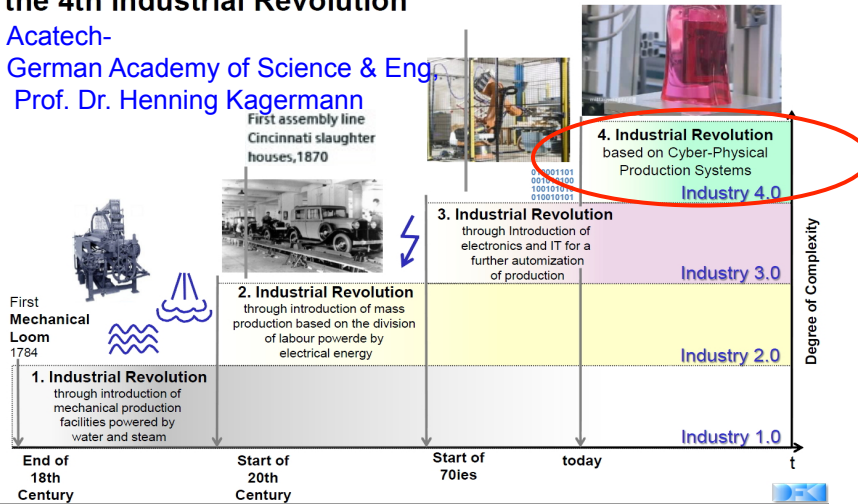 the 4th Industrial Revolution
Acatech-
German Academy of Science & Eng,
Prof. Dr. Henning Kagermann
First assembly line
Cincinnati slaughter
houses,1870
4. Industrial Revolution
based on Cyber-Physical
Production Systems
Industry 4.0
010001101
001010100
100101010
010010101
3. Industrial Revolution
through Introduction of
electronics and IT for a
further automization
of production
Industry 3.0
Degree of Complexity
First
Mechanical
Loom
1784
2. Industrial Revolution
through introduction of mass
production based on the division
of labour powerde by
electrical energy
Industry 2.0
1. Industrial Revolution
through introduction of
mechanical production
facilities powered by
water and steam
Industry 1.0
End of
18th
Century
Start of
20th
Century
Start of
70ies
today
t